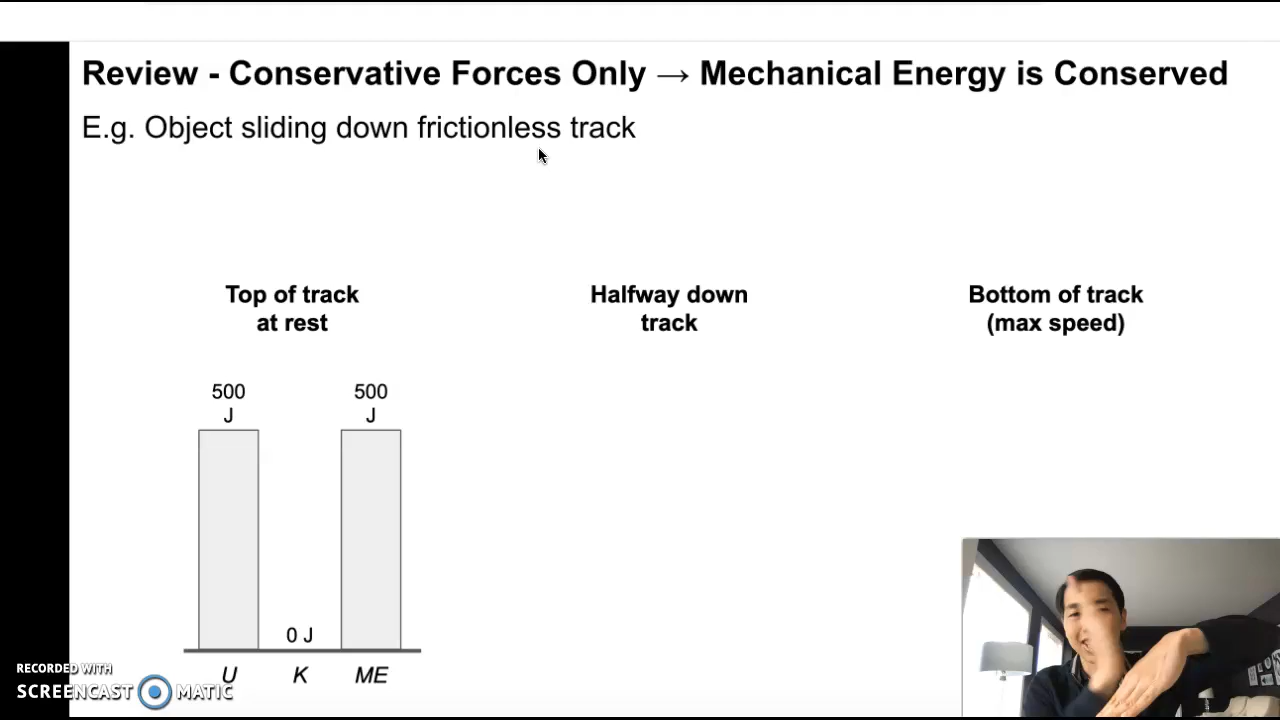 Review - Conservative Forces Only → Mechanical Energy is Conserved
E.g. Object sliding down frictionless track
Top of track
at rest
Halfway down
track
Bottom of track
(max speed)
500
J
500
J
0 J
U K ME
RECORDED WITH
SCREENCAST MATIC